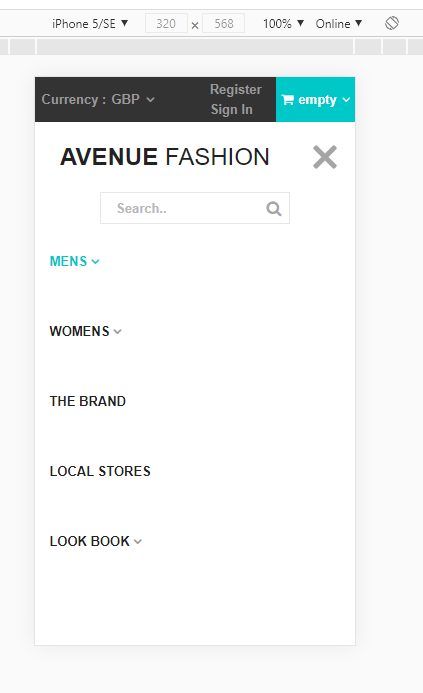 iPhone 5/SE ▼ 320 × 568 100% ▼ Online ▼
Currency : GBP
Register
Sign In
empty
AVENUE FASHION
Search..
MENS
WOMENS
THE BRAND
LOCAL STORES
LOOK BOOK